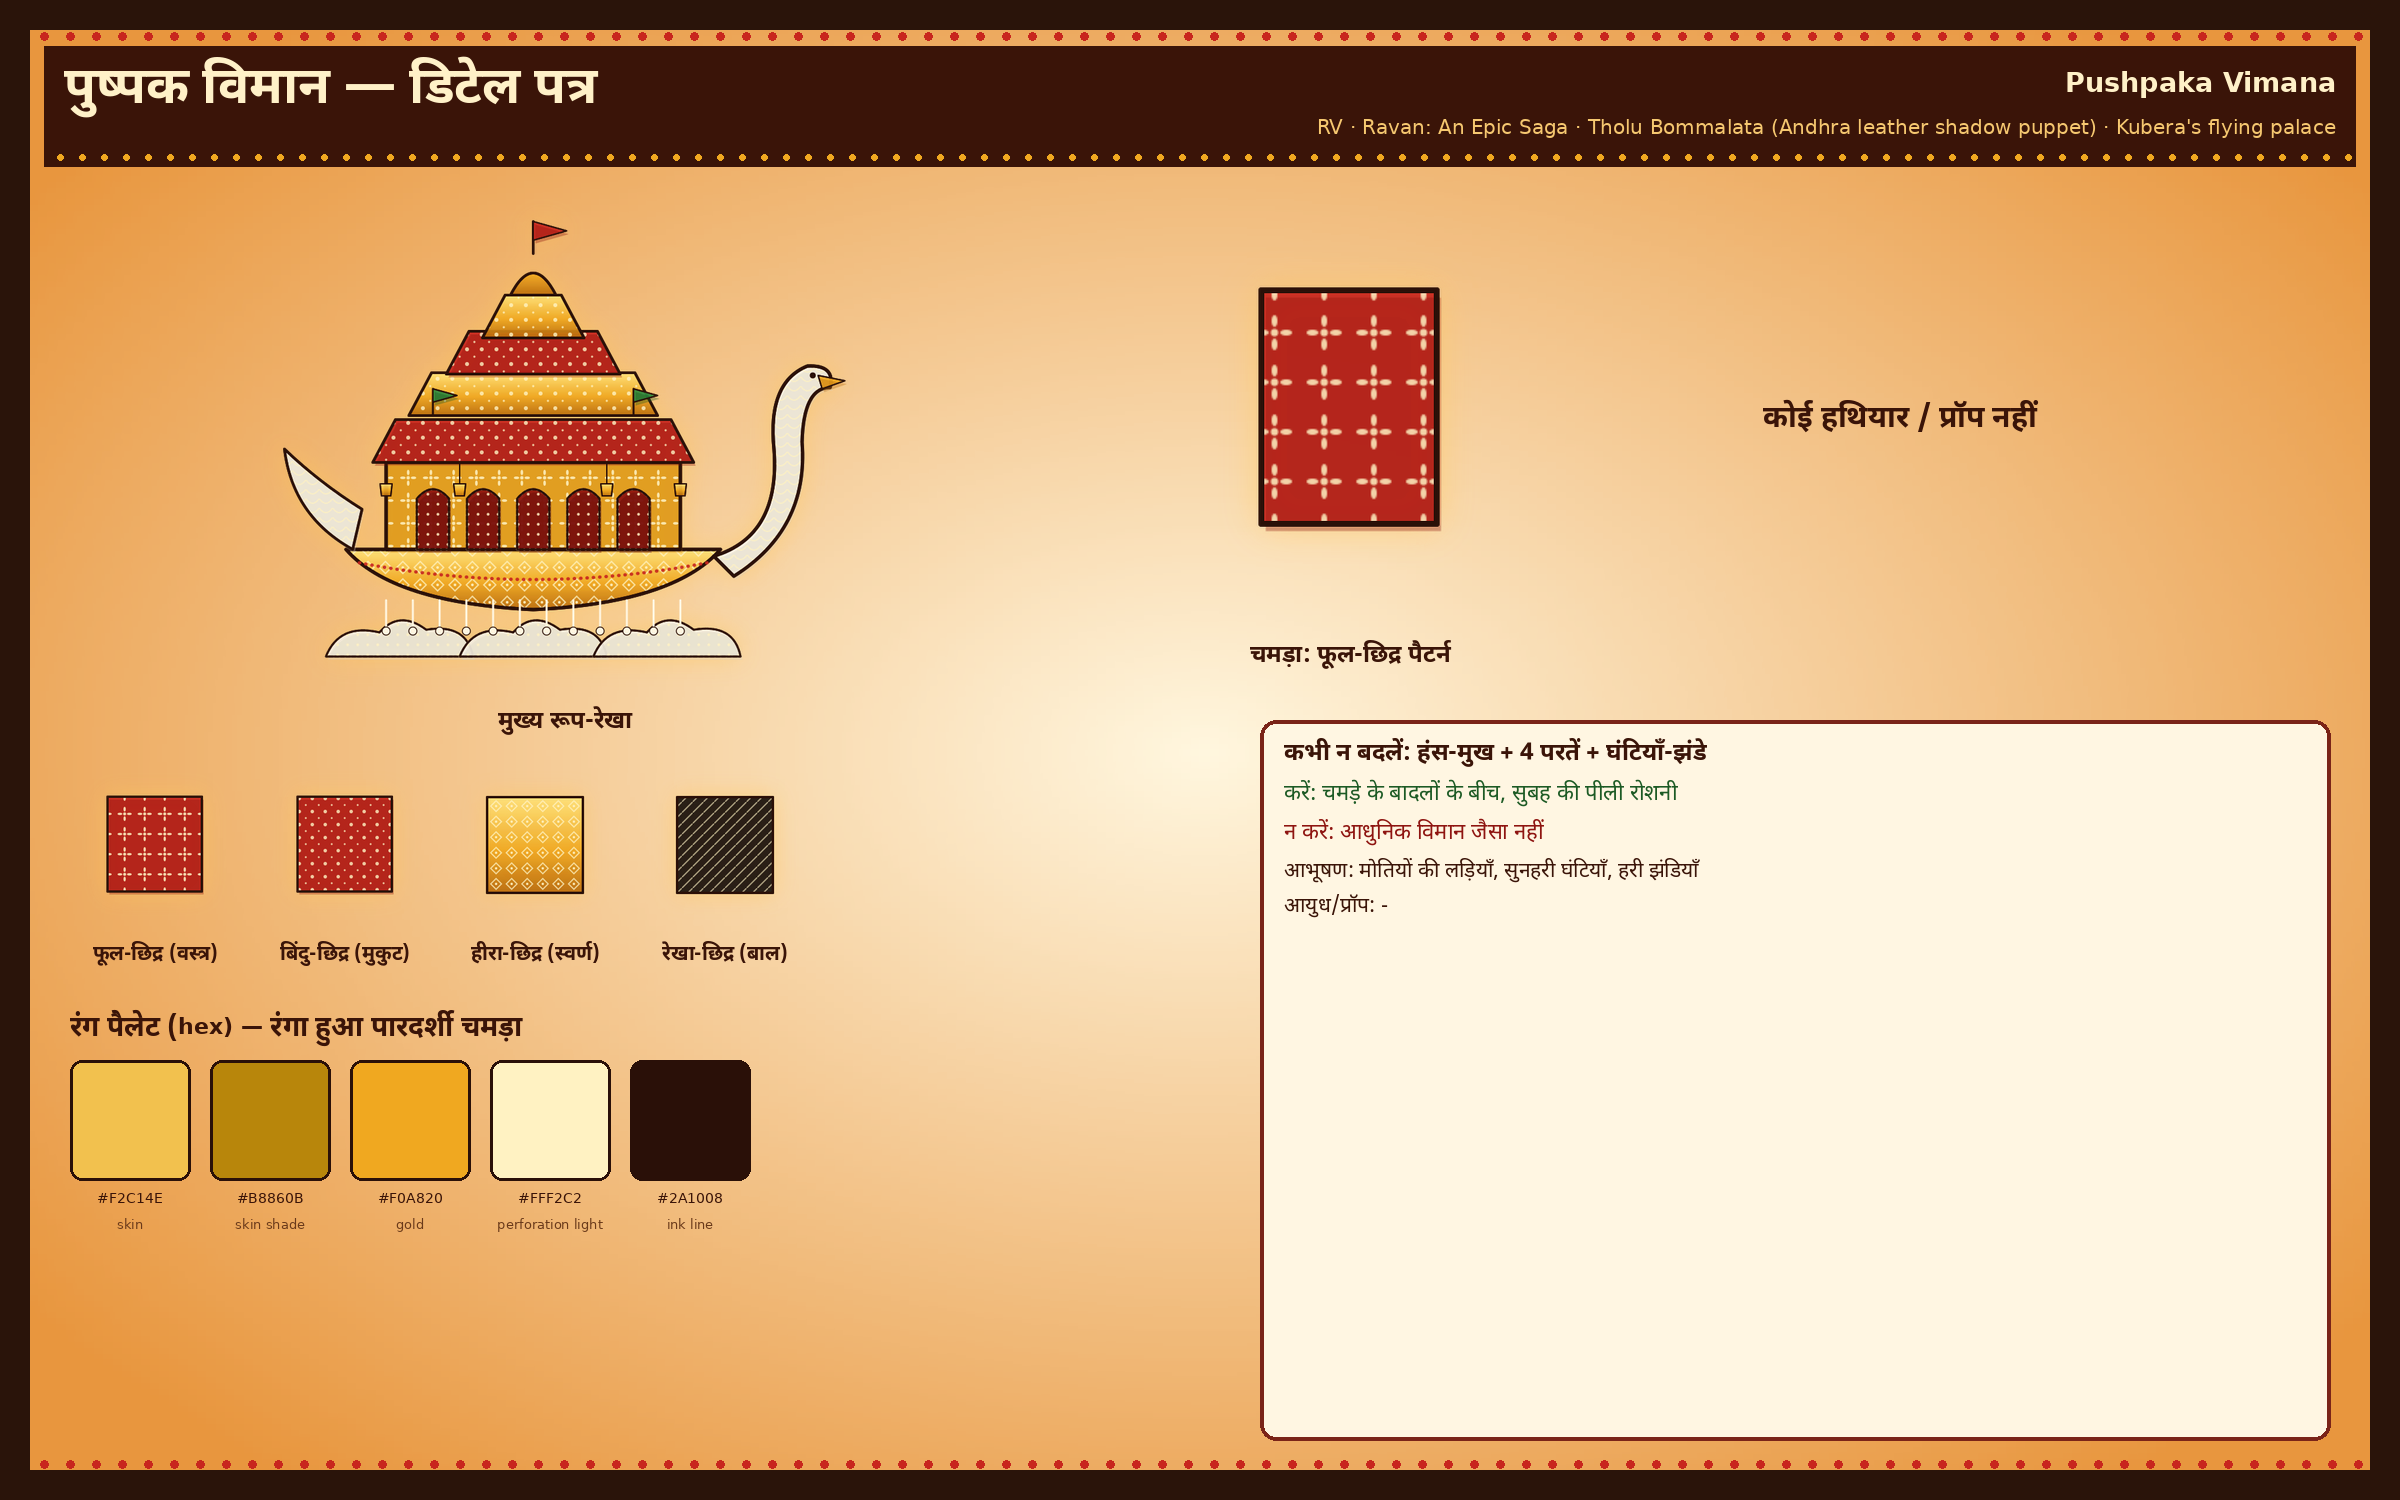 पुष्पक विमान — डिटेल पत्र
Pushpaka Vimana
RV · Ravan: An Epic Saga · Tholu Bommalata (Andhra leather shadow puppet) · Kubera's flying palace
कोई हथियार / प्रॉप नहीं
चमड़ा: फूल-छिद्र पैटर्न
मुख्य रूप-रेखा
फूल-छिद्र (वस्त्र)
बिंदु-छिद्र (मुकुट)
हीरा-छिद्र (स्वर्ण)
रेखा-छिद्र (बाल)
रंग पैलेट (hex) — रंगा हुआ पारदर्शी चमड़ा
#F2C14E
#B8860B
#F0A820
#FFF2C2
#2A1008
skin
skin shade
gold
perforation light
ink line
कभी न बदलें: हंस-मुख + 4 परतें + घंटियाँ-झंडे
करें: चमड़े के बादलों के बीच, सुबह की पीली रोशनी
न करें: आधुनिक विमान जैसा नहीं
आभूषण: मोतियों की लड़ियाँ, सुनहरी घंटियाँ, हरी झंडियाँ
आयुध/प्रॉप: -